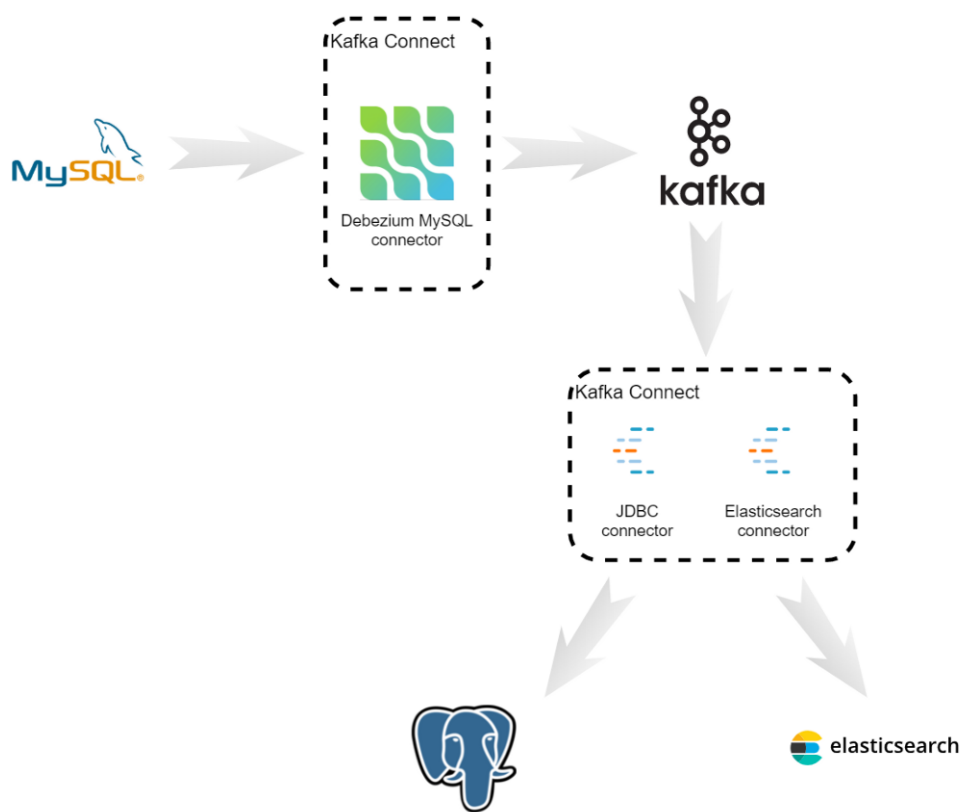 Kafka Connect
MySQL®
Debezium MySQL
connector
kafka
Kafka Connect
JDBC
connector
Elasticsearch
connector
elasticsearch